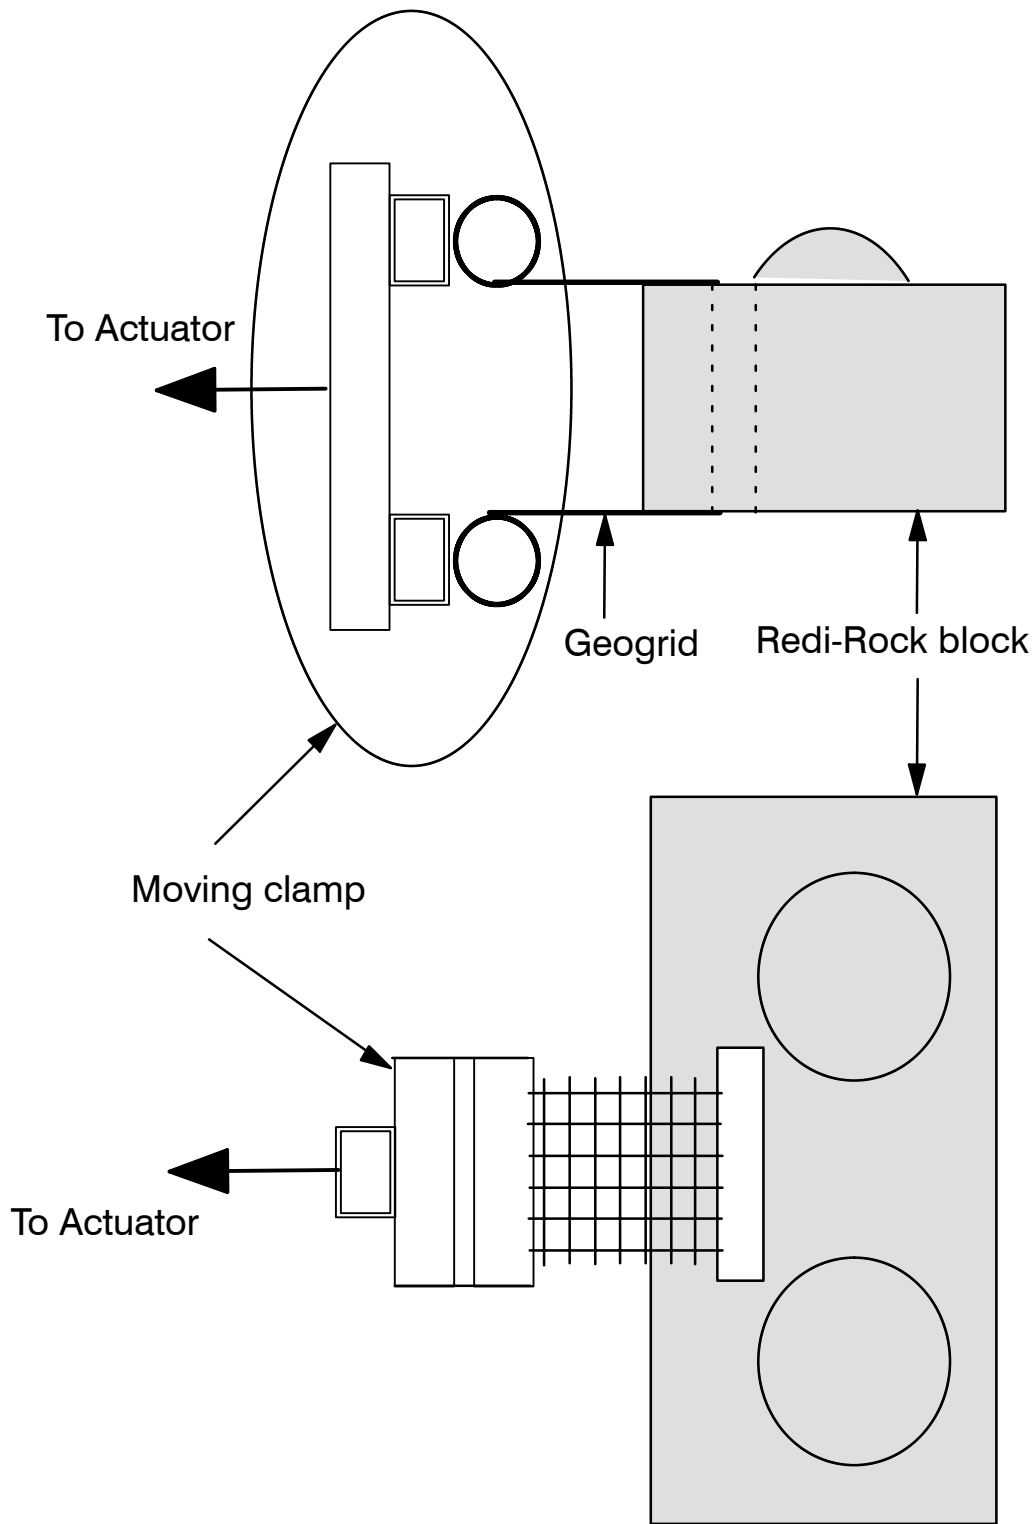 To Actuator
Geogrid
Redi-Rock block
Moving clamp
To Actuator